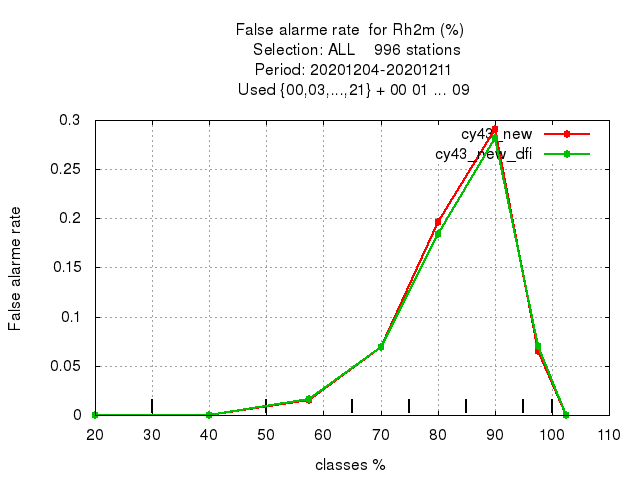 False alarme rate  for Rh2m (%)
Selection: ALL    996 stations
Period: 20201204-20201211
Used {00,03,...,21} + 00 01 ... 09
0.3
cy43_new
cy43_new_dfi
0.25
0.2
0.15
0.1
0.05
0
False alarme rate
20 30 40 50 60 70 80 90 100 110
classes %